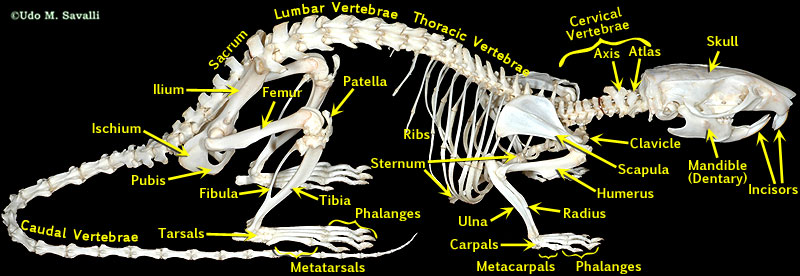 ©Udo M. Savalli
Lumbar Vertebrae
Thoracic Vertebrae
Cervical
Vertebrae
Sacrum
Axis
Atlas
Skull
Ilium
Femur
Patella
Ischium
Ribs
Clavicle
Sternum
Scapula
Mandible
(Dentary)
Incisors
Pubis
Fibula
Tibia
Humerus
Phalanges
Ulna
Radius
Caudal Vertebrae
Tarsals
Carpals
Metatarsals
Metacarpals
Phalanges